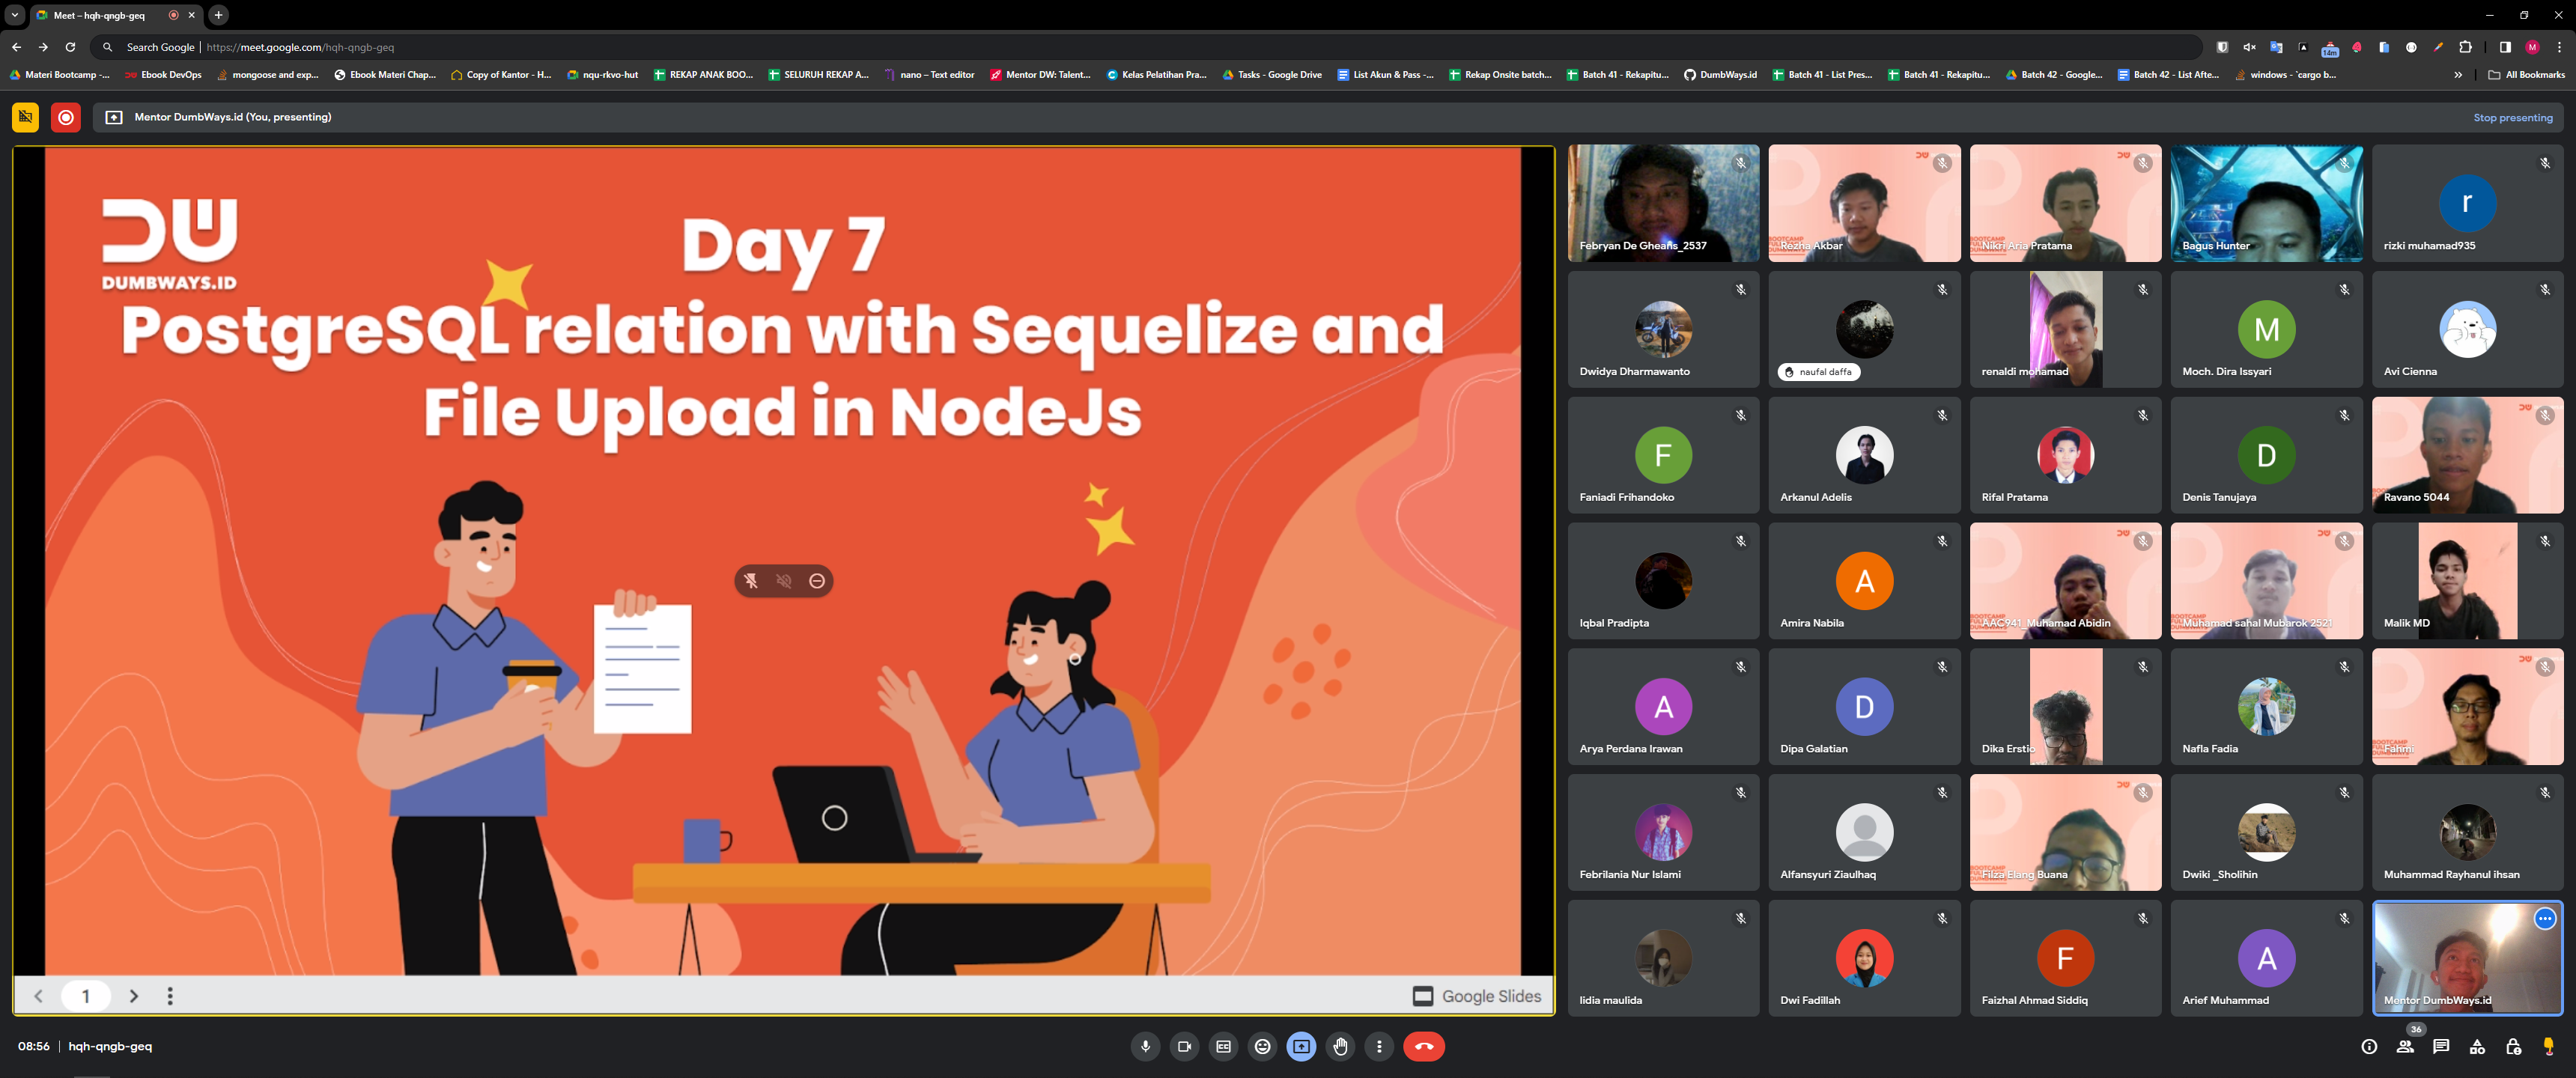 Meet – hqh-qngb-geq
Search Google | https://meet.google.com/hqh-qngb-geq
14m
M
Materi Bootcamp -...
Ebook DevOps
mongoose and exp...
Ebook Materi Chap...
Copy of Kantor - H...
nqu-rkvo-hut
REKAP ANAK BOO...
SELURUH REKAP A...
nano – Text editor
Mentor DW: Talent...
Kelas Pelatihan Pra...
Tasks - Google Drive
List Akun & Pass -...
Rekap Onsite batch...
Batch 41 - Rekapitu...
DumbWays.id
Batch 41 - List Pres...
Batch 41 - Rekapitu...
Batch 42 - Google...
Batch 42 - List Afte...
windows - `cargo b...
All Bookmarks
Mentor DumbWays.id (You, presenting)
Stop presenting
DUMBWAYS.ID
Day 7
PostgreSQL relation with Sequelize and
File Upload in NodeJs
1
Google Slides
Febryan De Gheans_2537
Rezha Akbar
Nikri Aria Pratama
Bagus Hunter
r
rizki muhamad935
Dwidya Dharmawanto
naufal daffa
renaldi mohamad
M
Moch. Dira Issyari
Avi Cienna
F
Faniadi Frihandoko
Arkanul Adelis
Rifal Pratama
D
Denis Tanujaya
Ravano 5044
Iqbal Pradipta
A
Amira Nabila
AAC941_Muhamad Abidin
Muhamad sahal Mubarok 2521
Malik MD
A
Arya Perdana Irawan
D
Dipa Galatian
Dika Erstio
Nafla Fadia
Fahmi
Febrilania Nur Islami
Alfansyuri Ziaulhaq
Filza Elang Buana
Dwiki _Sholihin
Muhammad Rayhanul ihsan
lidia maulida
Dwi Fadillah
F
Faizhal Ahmad Siddiq
A
Arief Muhammad
Mentor DumbWays.id
08:56 | hqh-qngb-geq
36